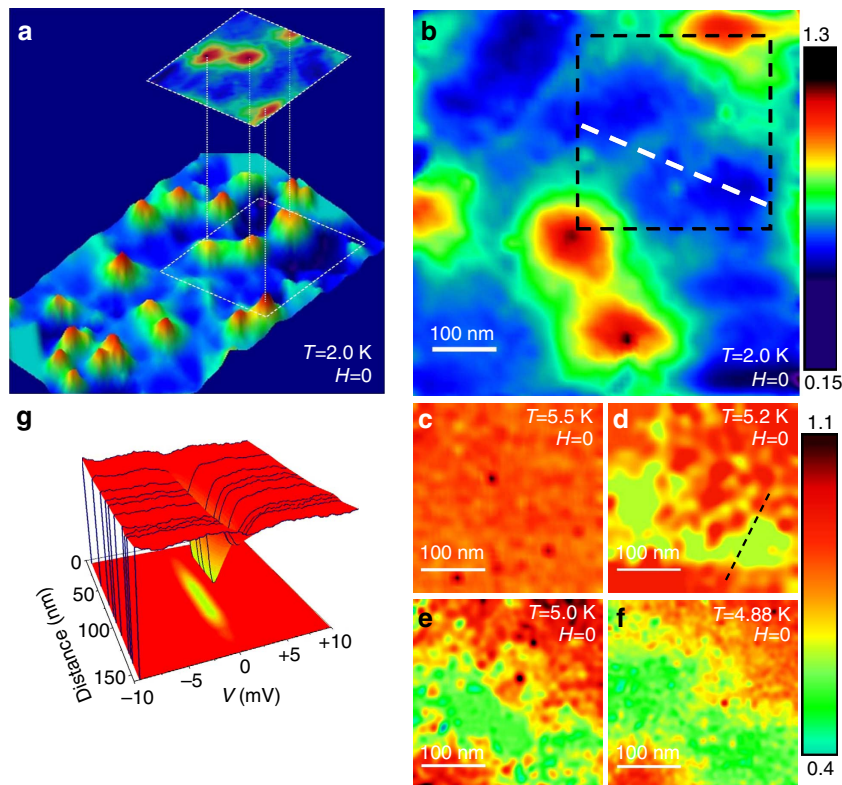 a
T=2.0 K
H=0
b
100 nm
T=2.0 K
H=0
1.3
0.15
g
0
50
100
150
Distance (nm)
−10
−5
0
+5
+10
V (mV)
c
T=5.5 K
H=0
100 nm
d
T=5.2 K
H=0
100 nm
1.1
e
T=5.0 K
H=0
100 nm
f
T=4.88 K
H=0
100 nm
0.4